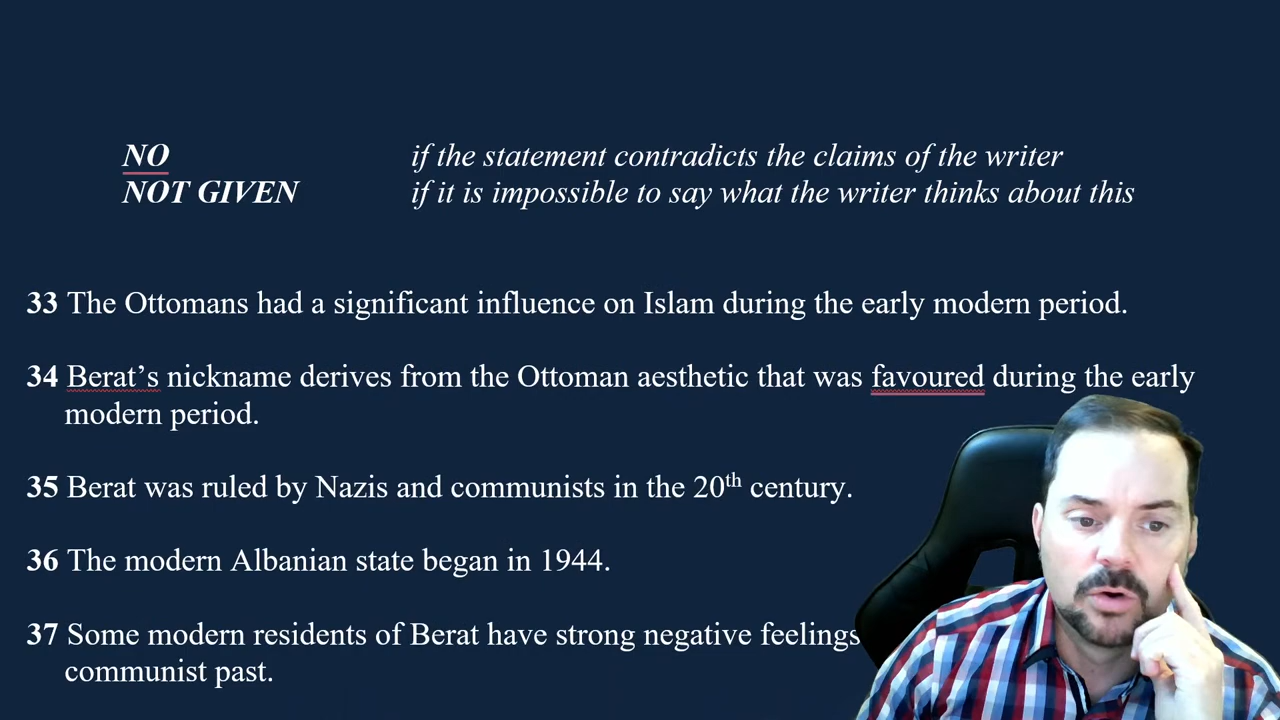 NO if the statement contradicts the claims of the writer
NOT GIVEN if it is impossible to say what the writer thinks about this
33 The Ottomans had a significant influence on Islam during the early modern period.
34 Berat’s nickname derives from the Ottoman aesthetic that was favoured during the early
modern period.
35 Berat was ruled by Nazis and communists in the 20th century.
36 The modern Albanian state began in 1944.
37 Some modern residents of Berat have strong negative feelings
communist past.